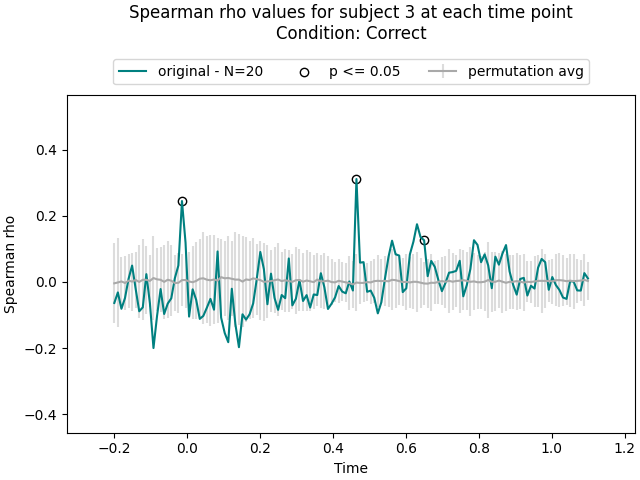 Spearman rho values for subject 3 at each time point
Condition: Correct
original - N=20
p <= 0.05
permutation avg
Spearman rho
0.4
0.2
0.0
−0.2
−0.4
−0.2
0.0
0.2
0.4
0.6
0.8
1.0
1.2
Time